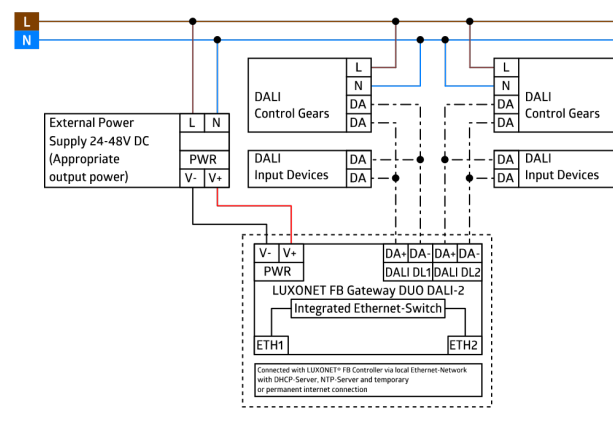 L
N
External Power
Supply 24-48V DC
(Appropriate
output power)
L N
PWR
V- V+
DALI
Control Gears
L
N
DA
DA
DALI
Input Devices
DA
DA
L
N
DA
DA
DALI
Control Gears
DA
DA
DALI
Input Devices
V- V+
PWR
DA+ DA- DA+ DA-
DALI DL1 DALI DL2
LUXONET FB Gateway DUO DALI-2
Integrated Ethernet-Switch
ETH1
ETH2
Connected with LUXONET® FB Controller via local Ethernet-Network
with DHCP-Server, NTP-Server and temporary
or permanent internet connection